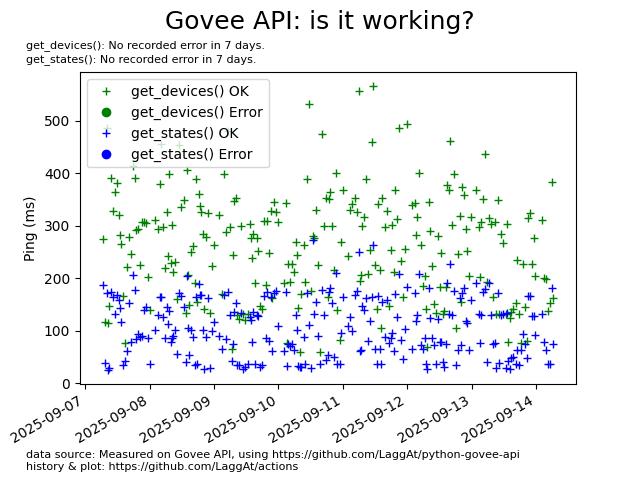 Govee API: is it working?
get_devices(): No recorded error in 7 days.
get_states(): No recorded error in 7 days.
get_devices() OK
get_devices() Error
get_states() OK
get_states() Error
Ping (ms)
500
400
300
200
100
0
2025-09-07
2025-09-08
2025-09-09
2025-09-10
2025-09-11
2025-09-12
2025-09-13
2025-09-14
data source: Measured on Govee API, using https://github.com/LaggAt/python-govee-api
history & plot: https://github.com/LaggAt/actions